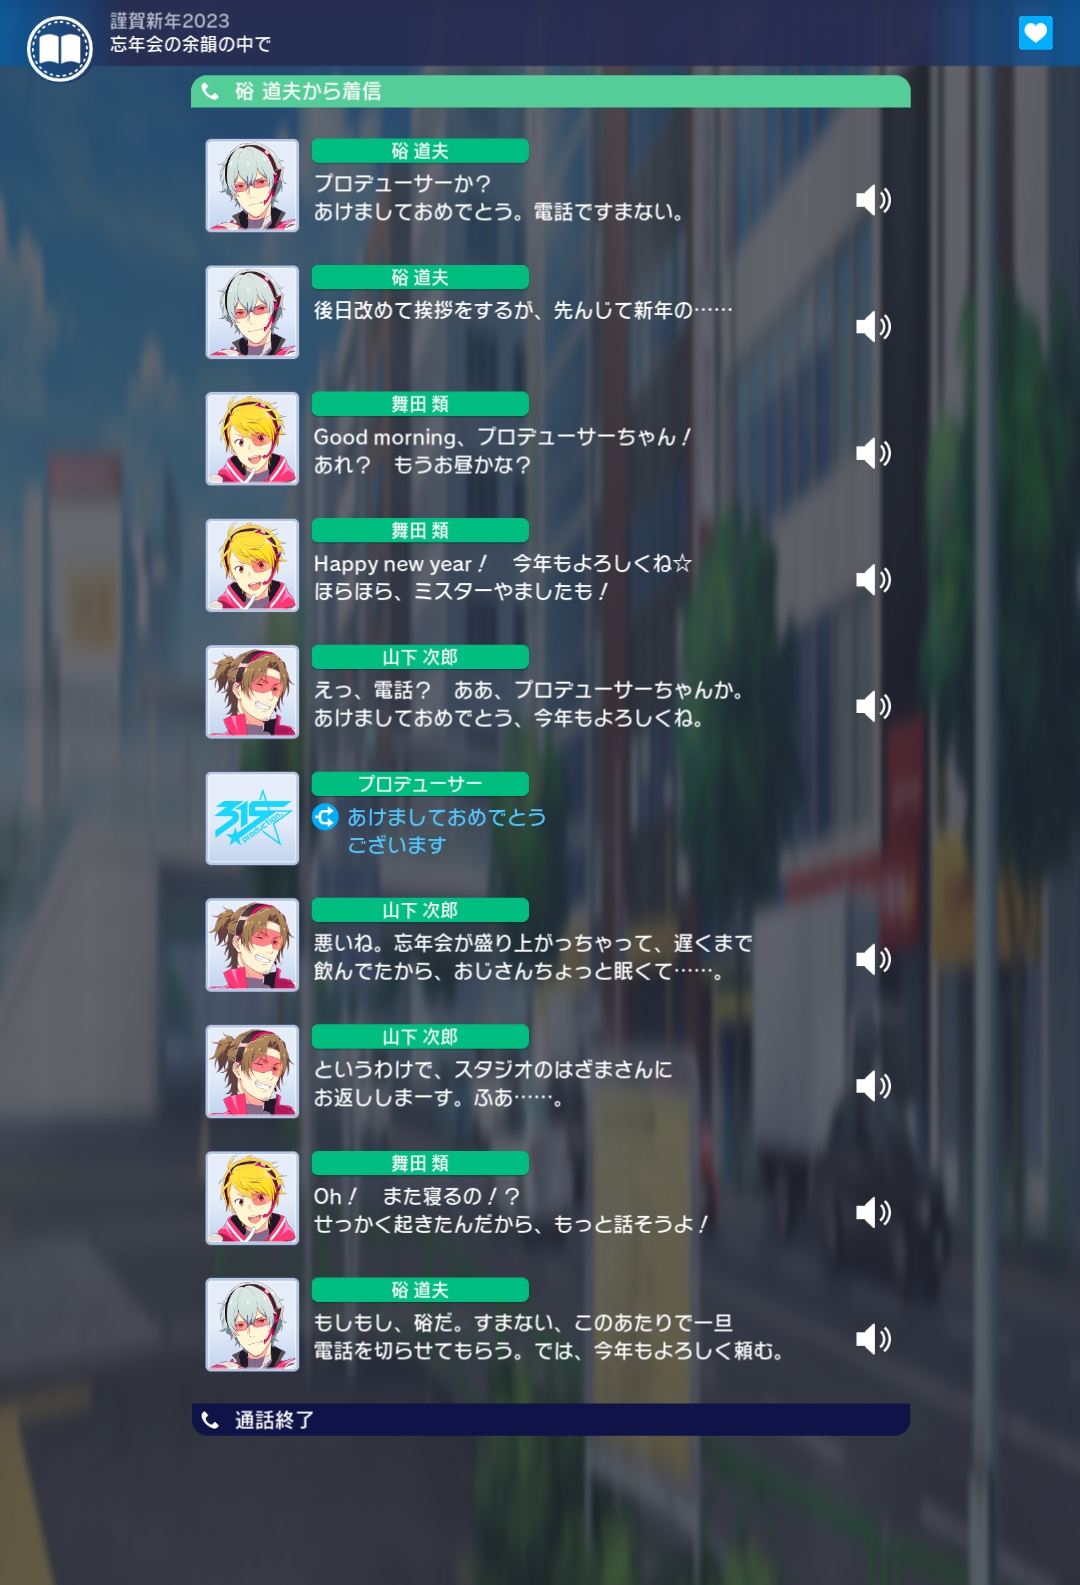 謹賀新年2023
忘年会の余韻の中で
硲 道夫から着信
硲 道夫
プロデューサーか？
あけましておめでとう。電話ですまない。
硲 道夫
後日改めて挨拶をするが、先んじて新年の……
舞田 類
Good morning、プロデューサーちゃん！
あれ？　もうお昼かな？
舞田 類
Happy new year！　今年もよろしくね☆
ほらほら、ミスターやましたも！
山下 次郎
えっ、電話？　ああ、プロデューサーちゃんか。
あけましておめでとう、今年もよろしくね。
プロデューサー
315 production
あけましておめでとう
ございます
山下 次郎
悪いね。忘年会が盛り上がっちゃって、遅くまで
飲んでたから、おじさんちょっと眠くて……。
山下 次郎
というわけで、スタジオのはざまさんに
お返ししまーす。ふあ……。
舞田 類
Oh！　また寝るの！？
せっかく起きたんだから、もっと話そうよ！
硲 道夫
もしもし、硲だ。すまない、このあたりで一旦
電話を切らせてもらう。では、今年もよろしく頼む。
通話終了